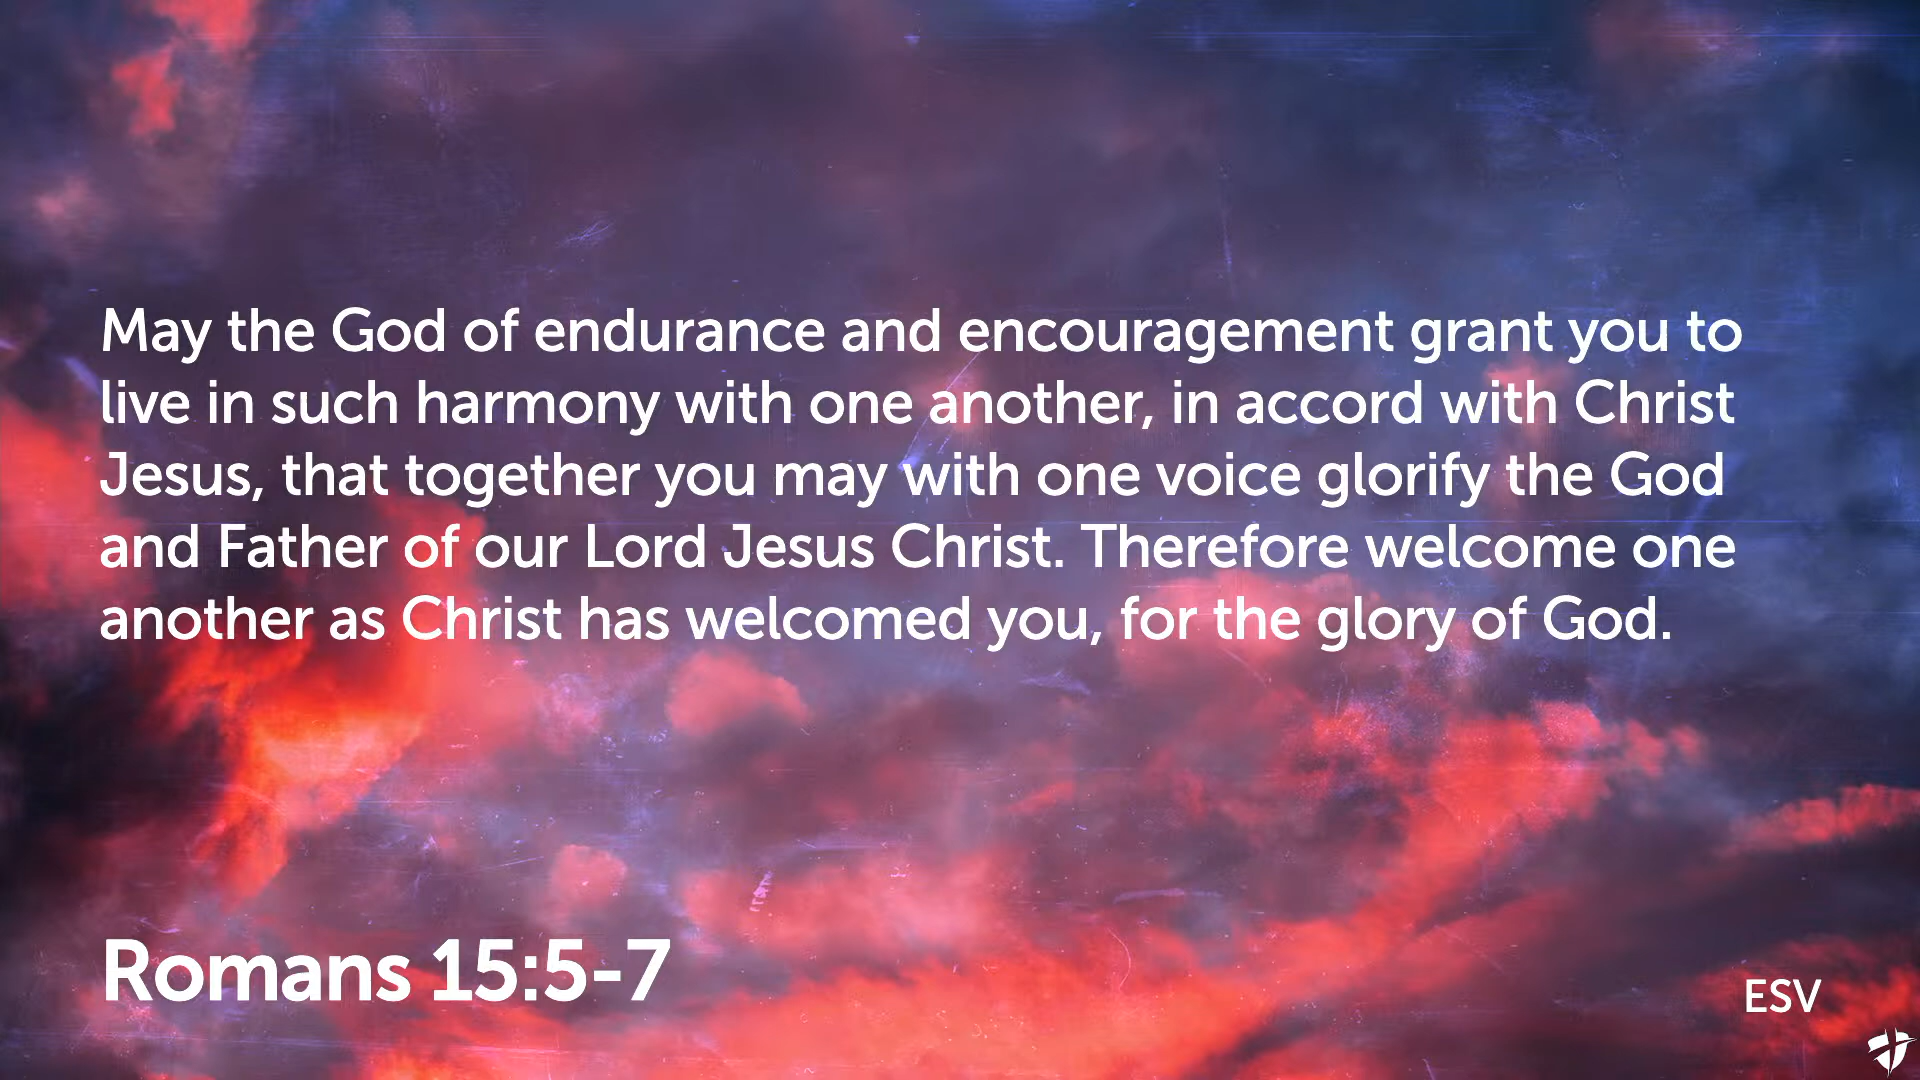 May the God of endurance and encouragement grant you to
live in such harmony with one another, in accord with Christ
Jesus, that together you may with one voice glorify the God
and Father of our Lord Jesus Christ. Therefore welcome one
another as Christ has welcomed you, for the glory of God.
Romans 15:5-7
ESV